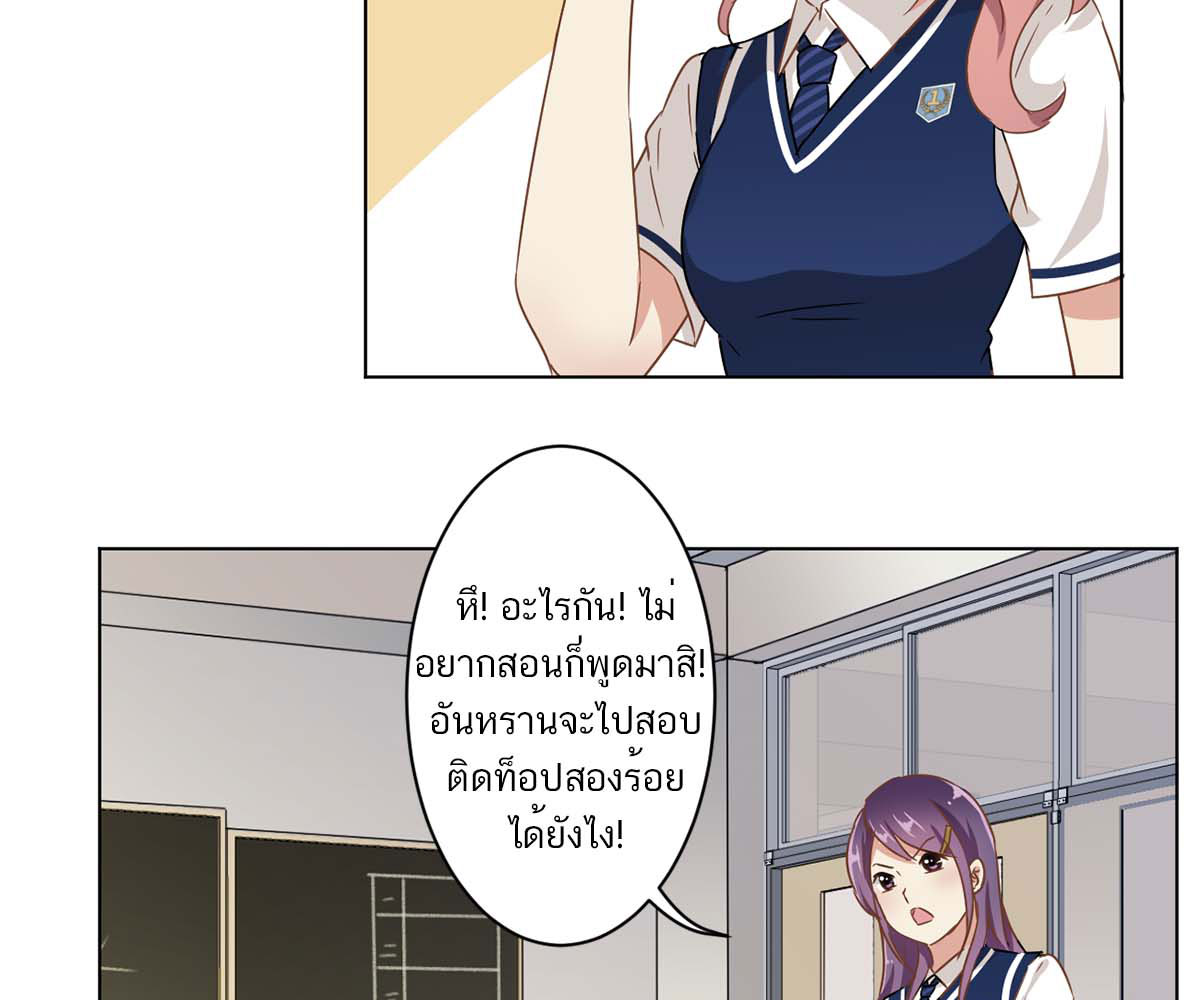 1
หึ! อะไรกัน! ไม่
อยากสอนก็พูดมาสิ!
อันหรานจะไปสอบ
ติดท็อปสองร้อย
ได้ยังไง!